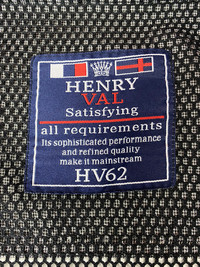 HENRY
VAL
Satisfying
all requirements
Its sophisticated performance
and refined quality
make it mainstream
HV62